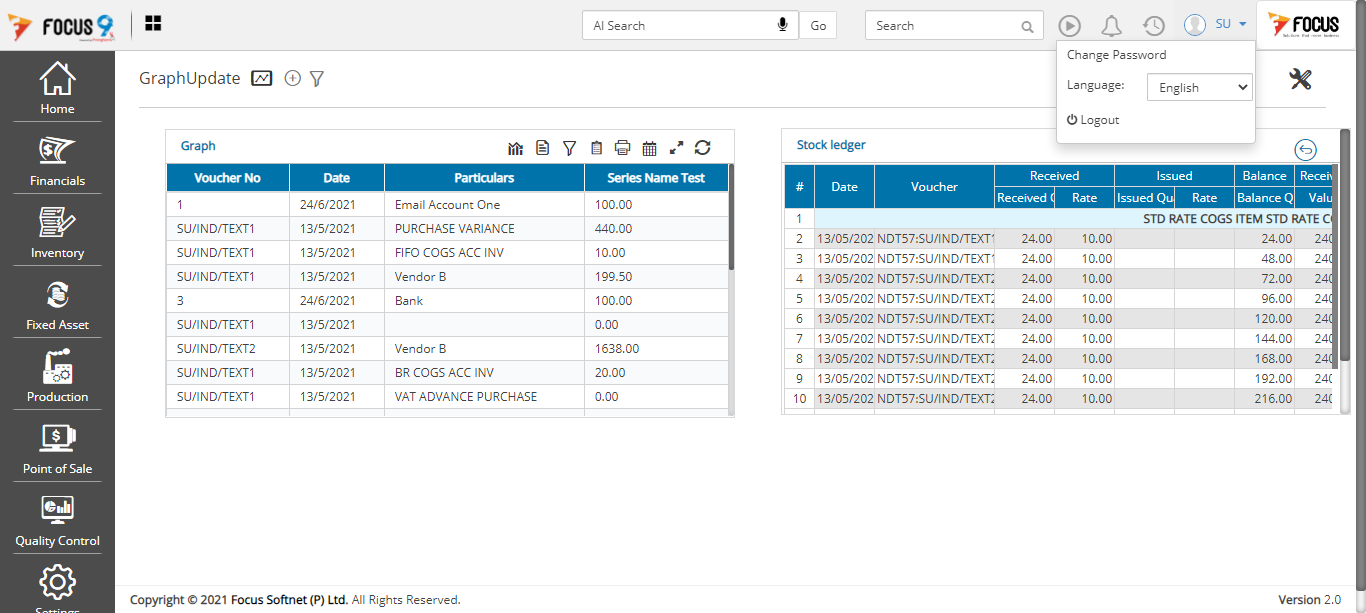 FOCUS 9
AI Search
Go
Search
SU
FOCUS
Change Password
Language:
English
Logout
Home
Financials
Inventory
Fixed Asset
Production
Point of Sale
Quality Control
Settings
GraphUpdate
Graph
Voucher No Date Particulars Series Name Test
1 24/6/2021 Email Account One 100.00
SU/IND/TEXT1 13/5/2021 PURCHASE VARIANCE 440.00
SU/IND/TEXT1 13/5/2021 FIFO COGS ACC INV 10.00
SU/IND/TEXT1 13/5/2021 Vendor B 199.50
3 24/6/2021 Bank 100.00
SU/IND/TEXT1 13/5/2021 0.00
SU/IND/TEXT2 13/5/2021 Vendor B 1638.00
SU/IND/TEXT1 13/5/2021 BR COGS ACC INV 20.00
SU/IND/TEXT1 13/5/2021 VAT ADVANCE PURCHASE 0.00
Stock ledger
Received Issued Balance Receiv
# Date Voucher Received Q Rate Issued Qu Rate Balance Q Valu
1 STD RATE COGS ITEM STD RATE CO
2 13/05/202 NDT57:SU/IND/TEXT1 24.00 10.00 24.00 240
3 13/05/202 NDT57:SU/IND/TEXT1 24.00 10.00 48.00 240
4 13/05/202 NDT57:SU/IND/TEXT2 24.00 10.00 72.00 240
5 13/05/202 NDT57:SU/IND/TEXT2 24.00 10.00 96.00 240
6 13/05/202 NDT57:SU/IND/TEXT2 24.00 10.00 120.00 240
7 13/05/202 NDT57:SU/IND/TEXT2 24.00 10.00 144.00 240
8 13/05/202 NDT57:SU/IND/TEXT2 24.00 10.00 168.00 240
9 13/05/202 NDT57:SU/IND/TEXT2 24.00 10.00 192.00 240
10 13/05/202 NDT57:SU/IND/TEXT2 24.00 10.00 216.00 240
Copyright © 2021 Focus Softnet (P) Ltd. All Rights Reserved.
Version 2.0